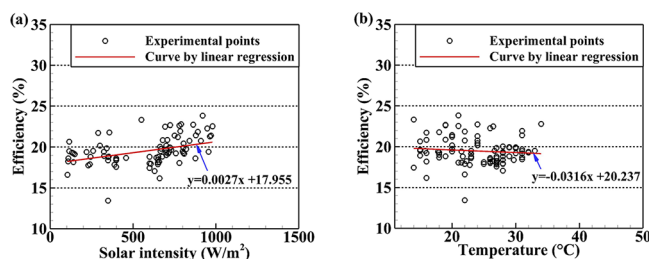 (a)
Experimental points
Curve by linear regression
Efficiency (%)
35
30
25
20
15
10
y=0.0027x +17.955
0
500
1000
1500
Solar intensity (W/m²)
(b)
Experimental points
Curve by linear regression
Efficiency (%)
35
30
25
20
15
10
y=-0.0316x +20.237
20
30
40
50
Temperature (°C)